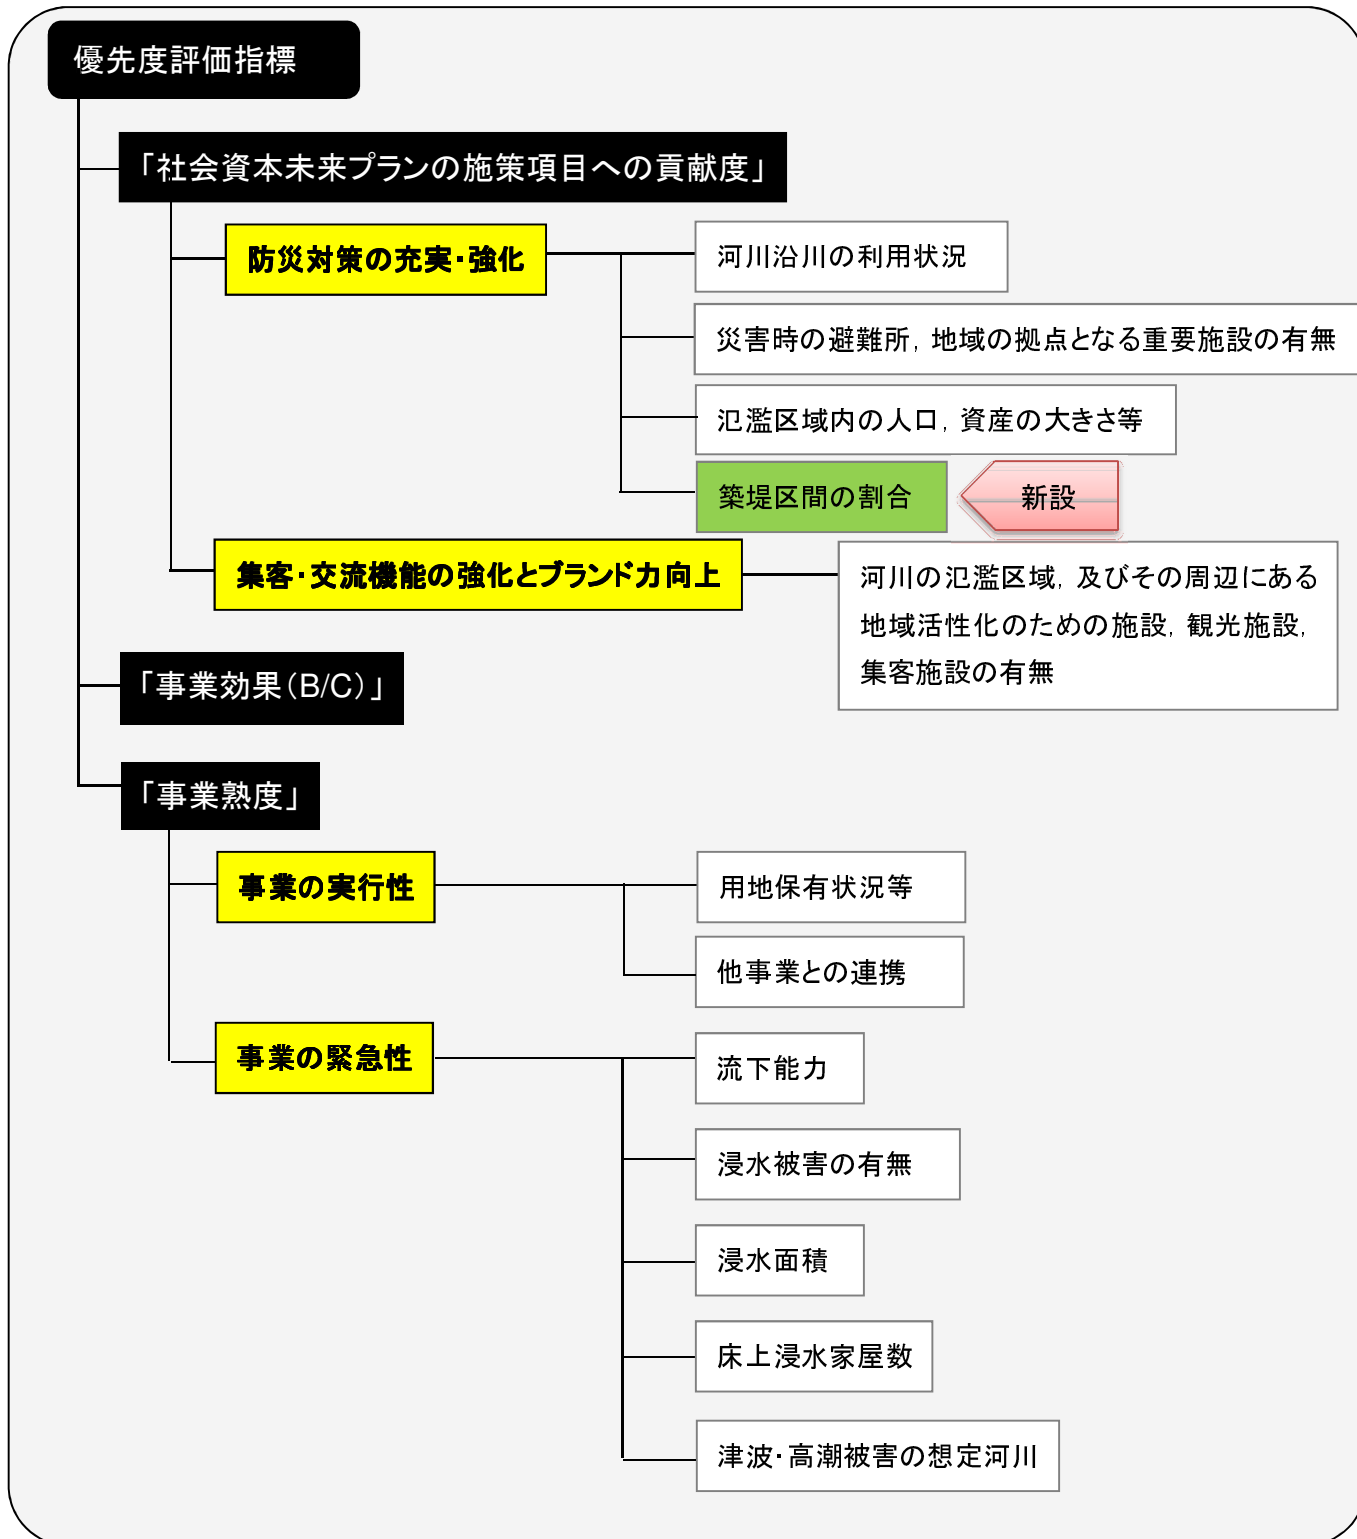 優先度評価指標
「社会資本未来プランの施策項目への貢献度」
防災対策の充実・強化
河川沿川の利用状況
災害時の避難所，地域の拠点となる重要施設の有無
氾濫区域内の人口，資産の大きさ等
築堤区間の割合
新設
集客・交流機能の強化とブランド力向上
河川の氾濫区域，及びその周辺にある
地域活性化のための施設，観光施設，
集客施設の有無
「事業効果（B/C）」
「事業熟度」
事業の実行性
用地保有状況等
他事業との連携
事業の緊急性
流下能力
浸水被害の有無
浸水面積
床上浸水家屋数
津波・高潮被害の想定河川